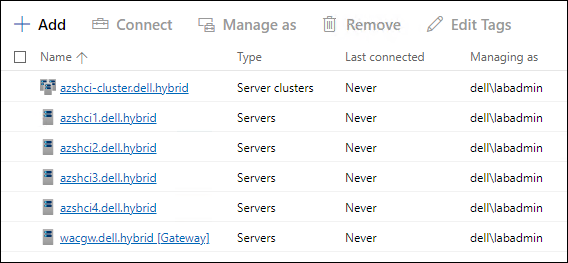 Add Connect Manage as Remove Edit Tags
Name Type Last connected Managing as
azshci-cluster.dell.hybrid Server clusters Never dell\labadmin
azshci1.dell.hybrid Servers Never dell\labadmin
azshci2.dell.hybrid Servers Never dell\labadmin
azshci3.dell.hybrid Servers Never dell\labadmin
azshci4.dell.hybrid Servers Never dell\labadmin
wacgw.dell.hybrid [Gateway] Servers Never dell\labadmin